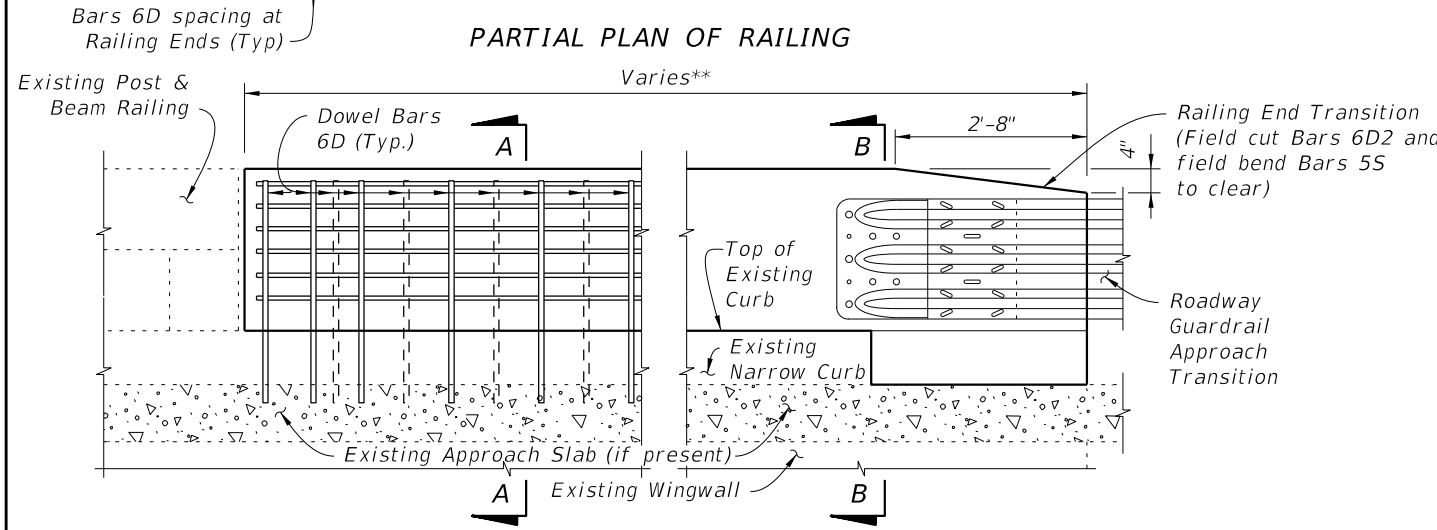 Bars 6D spacing at
Railing Ends (Typ)
PARTIAL PLAN OF RAILING
Existing Post &
Beam Railing
Varies**
Dowel Bars
6D (Typ.)
A
B
2'-8"
4"
Railing End Transition
(Field cut Bars 6D2 and
field bend Bars 5S
to clear)
Top of
Existing
Curb
Existing
Narrow Curb
Roadway
Guardrail
Approach
Transition
Existing Approach Slab (if present)
Existing Wingwall
A
B